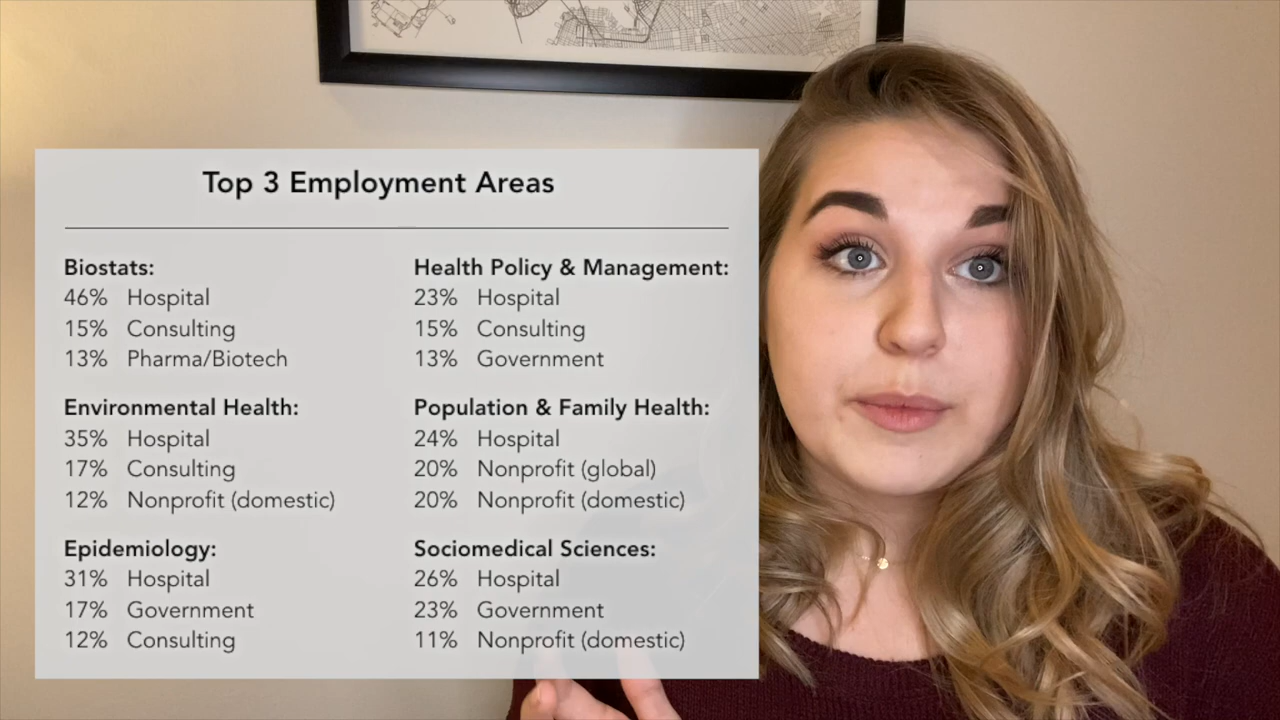 Top 3 Employment Areas
Biostats:
46% Hospital
15% Consulting
13% Pharma/Biotech
Environmental Health:
35% Hospital
17% Consulting
12% Nonprofit (domestic)
Epidemiology:
31% Hospital
17% Government
12% Consulting
Health Policy & Management:
23% Hospital
15% Consulting
13% Government
Population & Family Health:
24% Hospital
20% Nonprofit (global)
20% Nonprofit (domestic)
Sociomedical Sciences:
26% Hospital
23% Government
11% Nonprofit (domestic)